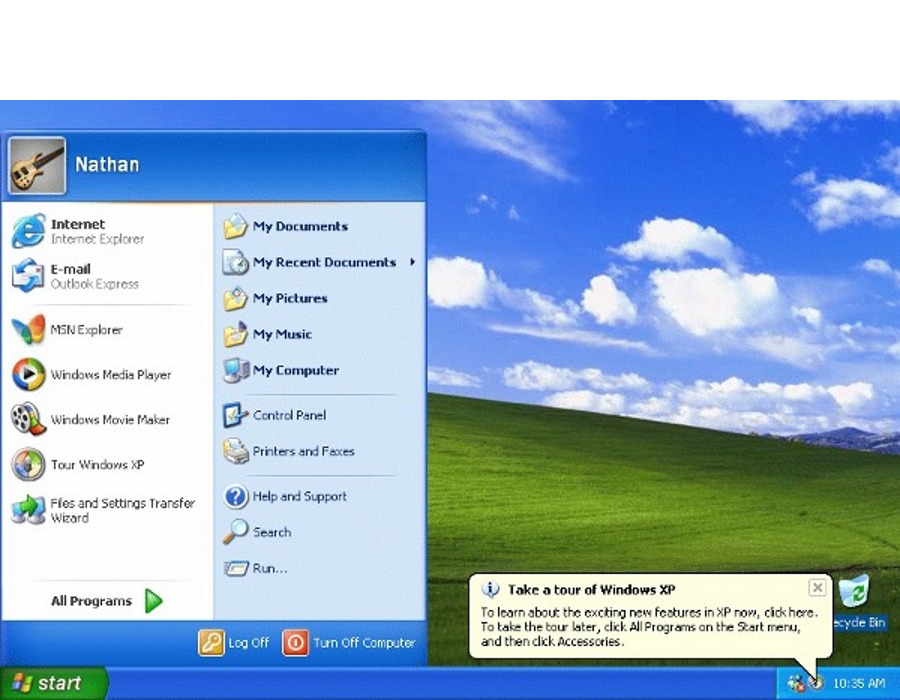 Nathan
Internet
Internet Explorer
E-mail
Outlook Express
MSN Explorer
Windows Media Player
Windows Movie Maker
Tour Windows XP
Files and Settings Transfer
Wizard
All Programs
My Documents
My Recent Documents
My Pictures
My Music
My Computer
Control Panel
Printers and Faxes
Help and Support
Search
Run...
Log Off
Turn Off Computer
Take a tour of Windows XP
To learn about the exciting new features in XP now, click here.
To take the tour later, click All Programs on the Start menu,
and then click Accessories.
ecycle Bin
start
10:35 AM